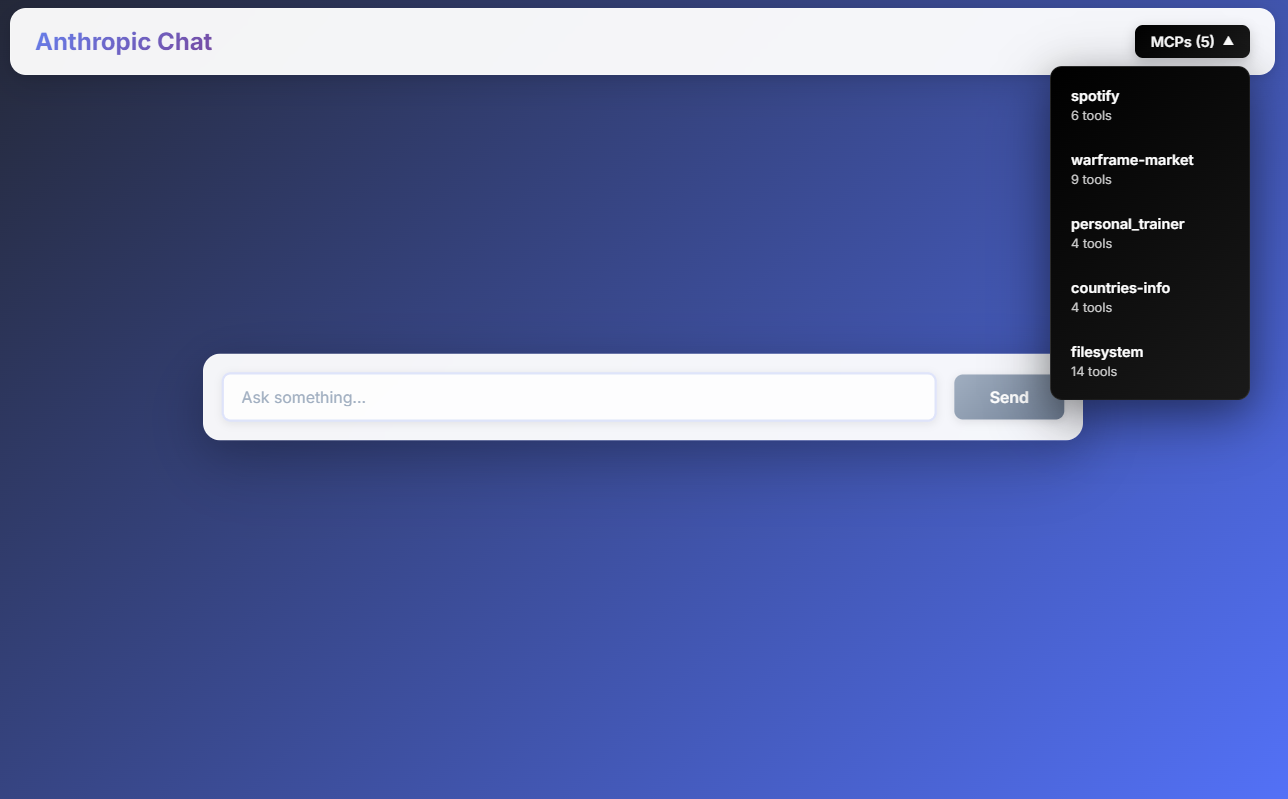 Anthropic Chat
MCPs (5) ▲
spotify
6 tools
warframe-market
9 tools
personal_trainer
4 tools
countries-info
4 tools
filesystem
14 tools
Ask something...
Send